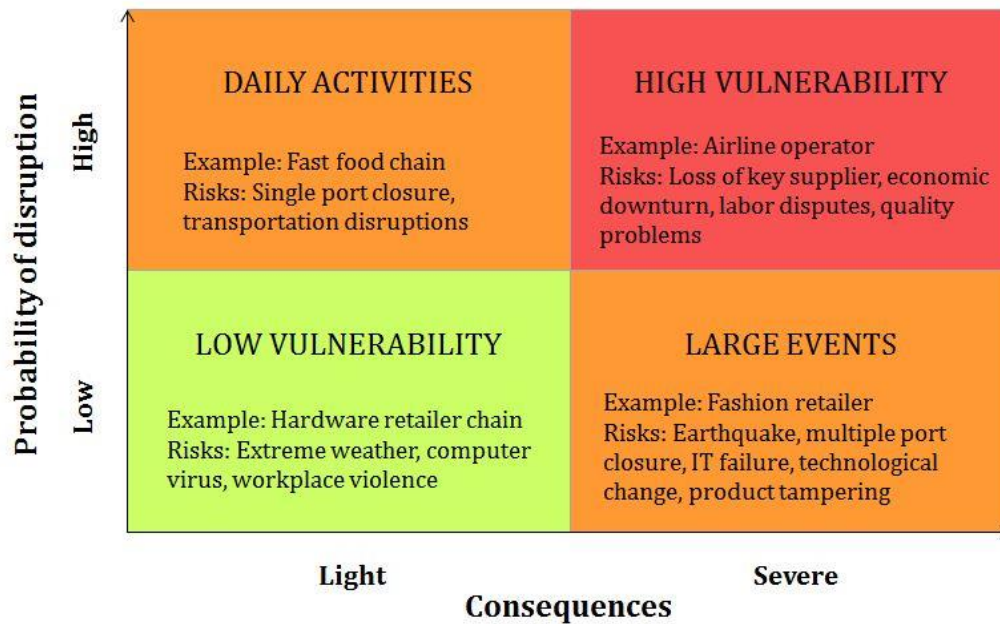 DAILY ACTIVITIES
Example: Fast food chain
Risks: Single port closure,
transportation disruptions
HIGH VULNERABILITY
Example: Airline operator
Risks: Loss of key supplier, economic
downturn, labor disputes, quality
problems
LOW VULNERABILITY
Example: Hardware retailer chain
Risks: Extreme weather, computer
virus, workplace violence
LARGE EVENTS
Example: Fashion retailer
Risks: Earthquake, multiple port
closure, IT failure, technological
change, product tampering
Probability of disruption
High
Low
Light
Severe
Consequences